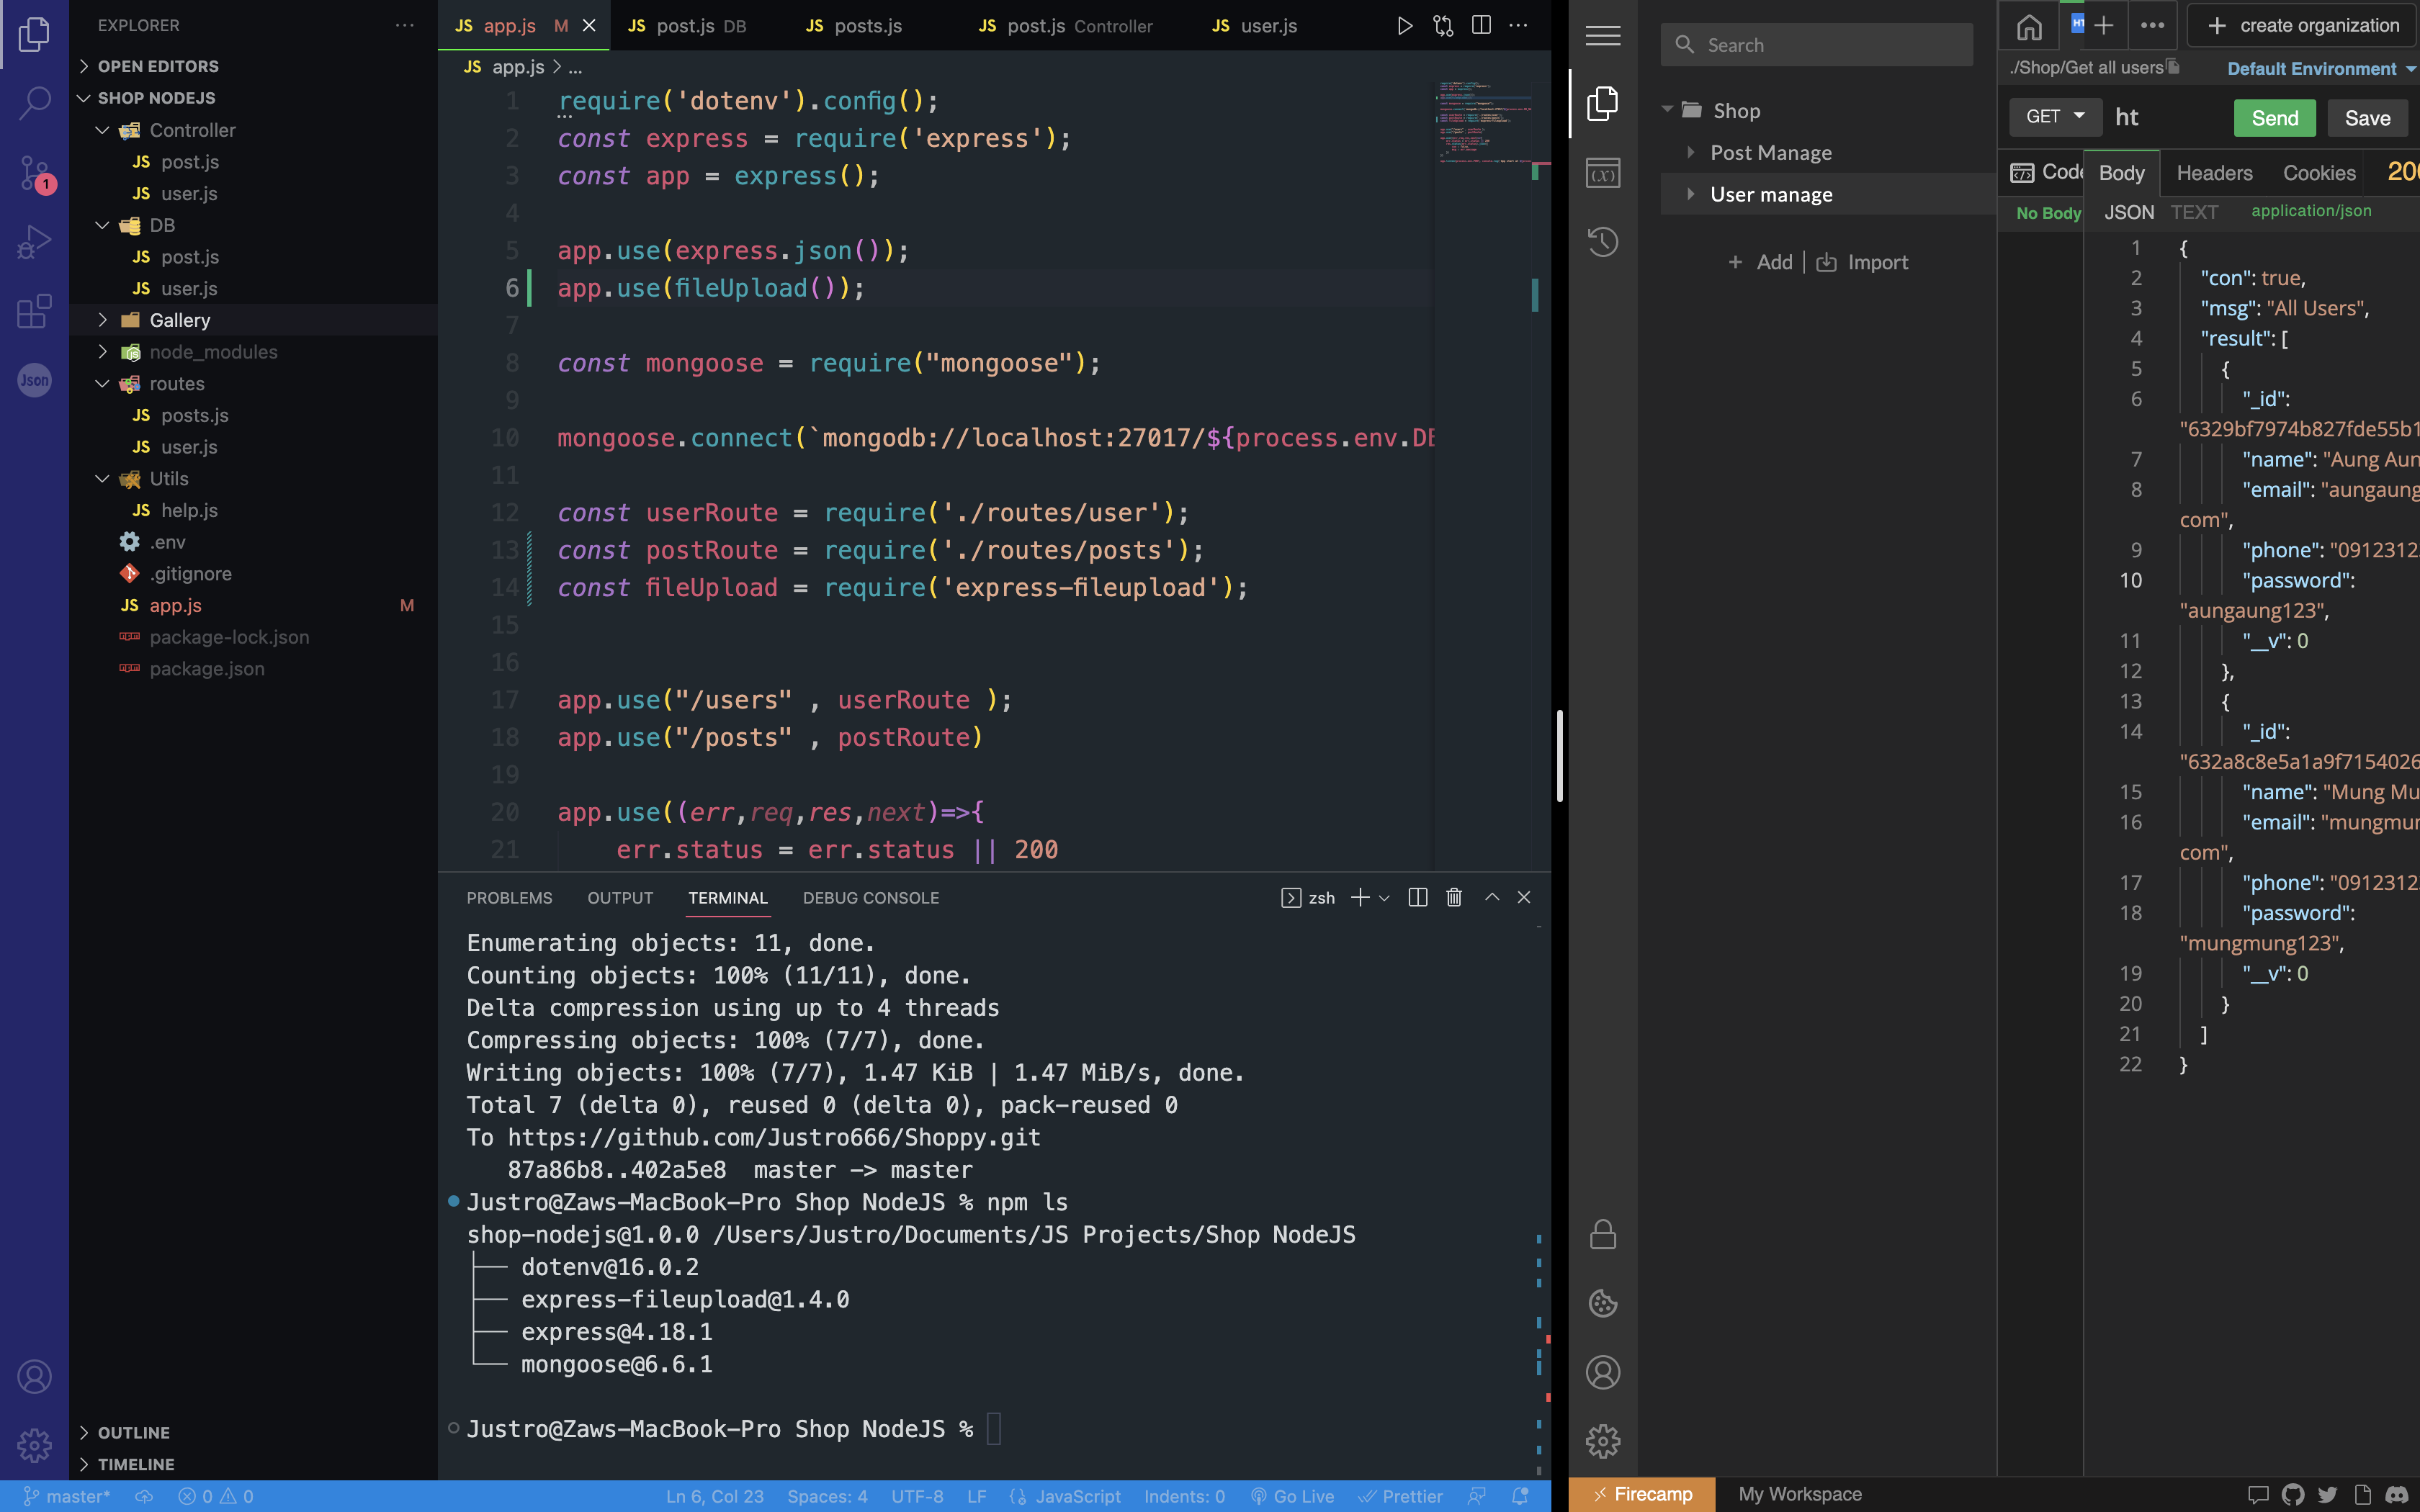 EXPLORER
OPEN EDITORS
SHOP NODEJS
Controller
JS post.js
JS user.js
DB
JS post.js
JS user.js
Gallery
node_modules
routes
JS posts.js
JS user.js
Utils
JS help.js
.env
.gitignore
JS app.js M
package-lock.json
package.json
OUTLINE
TIMELINE
1
Json
JS app.js M
JS post.js DB
JS posts.js
JS post.js Controller
JS user.js
JS app.js > ...
1 require('dotenv').config();
2 const express = require('express');
3 const app = express();
4
5 app.use(express.json());
6 app.use(fileUpload());
7
8 const mongoose = require("mongoose");
9
10 mongoose.connect(`mongodb://localhost:27017/${process.env.DB
11
12 const userRoute = require('./routes/user');
13 const postRoute = require('./routes/posts');
14 const fileUpload = require('express-fileupload');
15
16
17 app.use("/users" , userRoute );
18 app.use("/posts" , postRoute)
19
20 app.use((err,req,res,next)=>{
21 err.status = err.status || 200
PROBLEMS OUTPUT TERMINAL DEBUG CONSOLE
zsh
Enumerating objects: 11, done.
Counting objects: 100% (11/11), done.
Delta compression using up to 4 threads
Compressing objects: 100% (7/7), done.
Writing objects: 100% (7/7), 1.47 KiB | 1.47 MiB/s, done.
Total 7 (delta 0), reused 0 (delta 0), pack-reused 0
To https://github.com/Justro666/Shoppy.git
87a86b8..402a5e8 master -> master
Justro@Zaws-MacBook-Pro Shop NodeJS % npm ls
shop-nodejs@1.0.0 /Users/Justro/Documents/JS Projects/Shop NodeJS
├── dotenv@16.0.2
├── express-fileupload@1.4.0
├── express@4.18.1
└── mongoose@6.6.1
Justro@Zaws-MacBook-Pro Shop NodeJS %
master* 0 0
Ln 6, Col 23 Spaces: 4 UTF-8 LF JavaScript Indents: 0 Go Live Prettier
Search
Shop
Post Manage
User manage
+ Add | Import
HT
+ create organization
./Shop/Get all users
Default Environment
GET ht Send Save
Code
No Body
Body Headers Cookies 200
JSON TEXT application/json
1 {
2 "con": true,
3 "msg": "All Users",
4 "result": [
5 {
6 "_id":
"6329bf7974b827fde55b1
7 "name": "Aung Aun
8 "email": "aungaung
com",
9 "phone": "0912312
10 "password":
"aungaung123",
11 "__v": 0
12 },
13 {
14 "_id":
"632a8c8e5a1a9f7154026
15 "name": "Mung Mu
16 "email": "mungmun
com",
17 "phone": "0912312
18 "password":
"mungmung123",
19 "__v": 0
20 }
21 ]
22 }
Firecamp
My Workspace